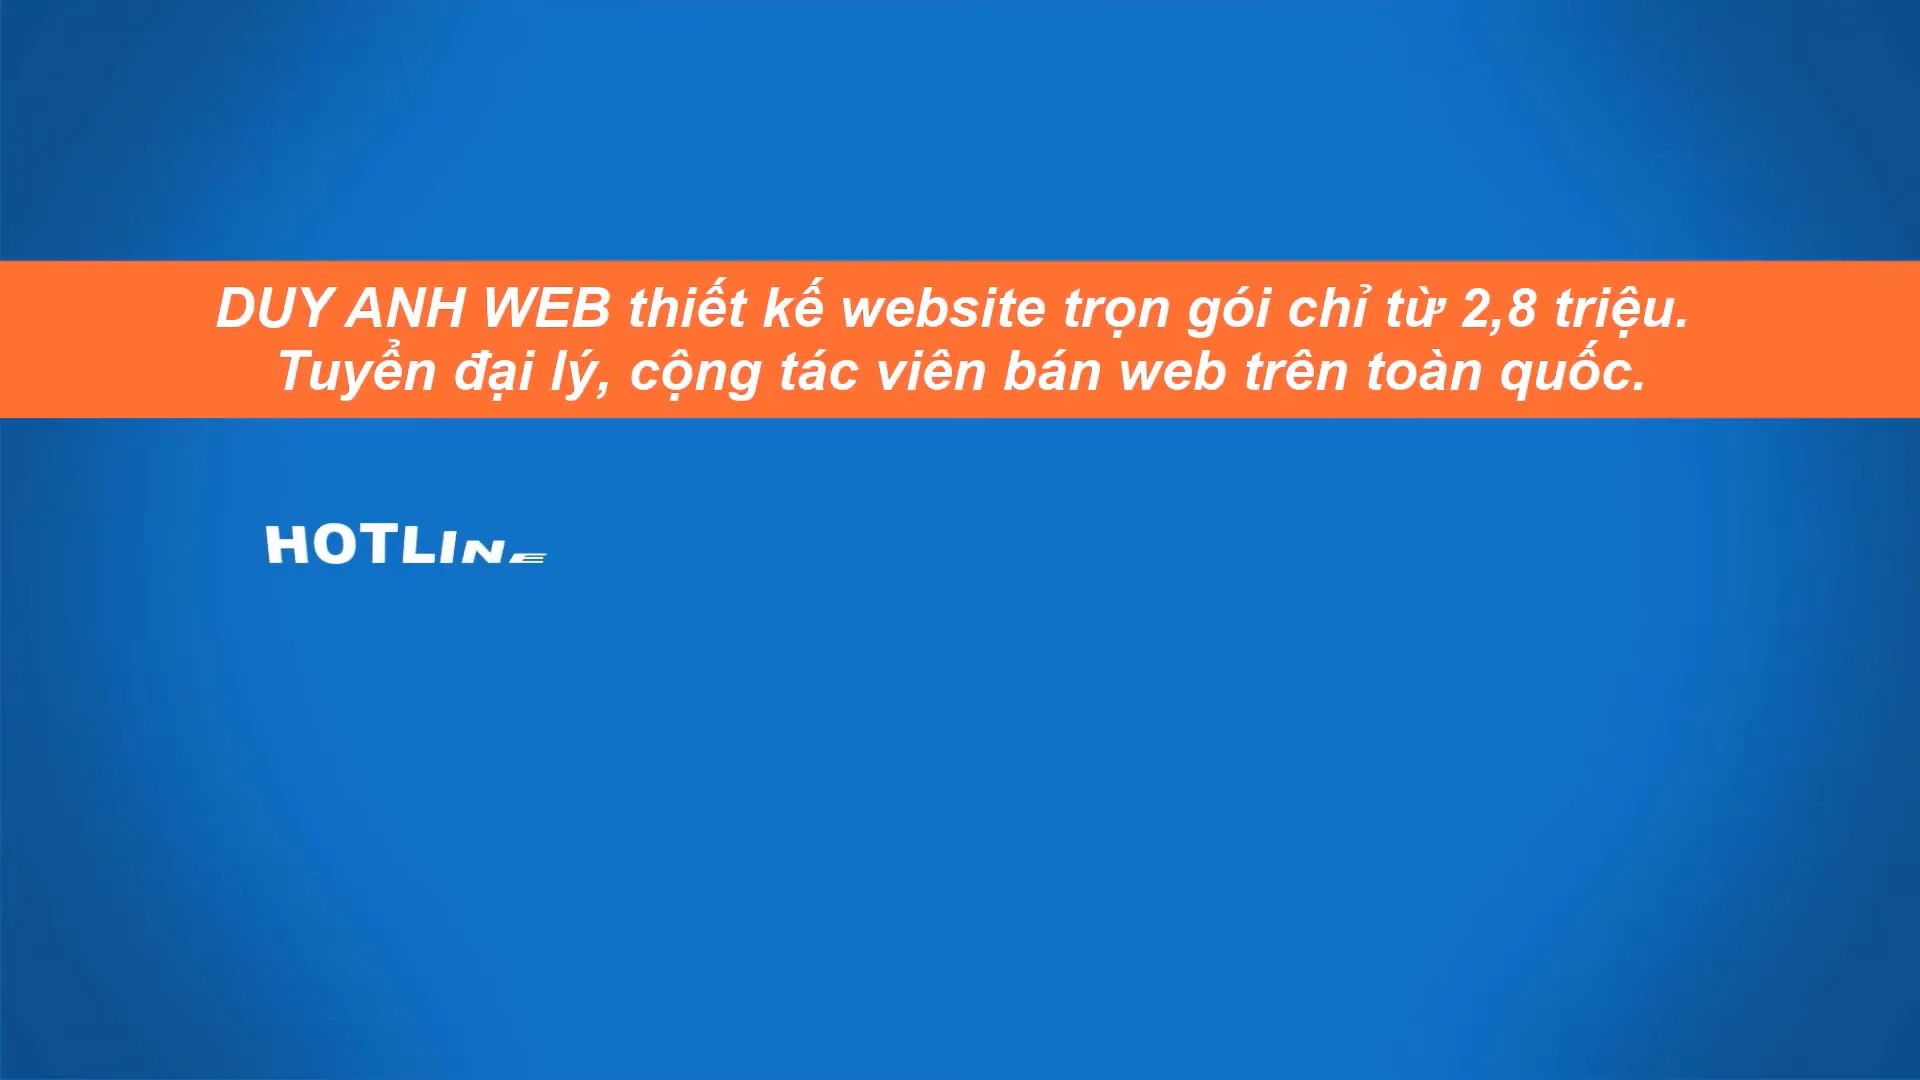 DUY ANH WEB thiết kế website trọn gói chỉ từ 2,8 triệu.
Tuyển đại lý, cộng tác viên bán web trên toàn quốc.
HOTLINE